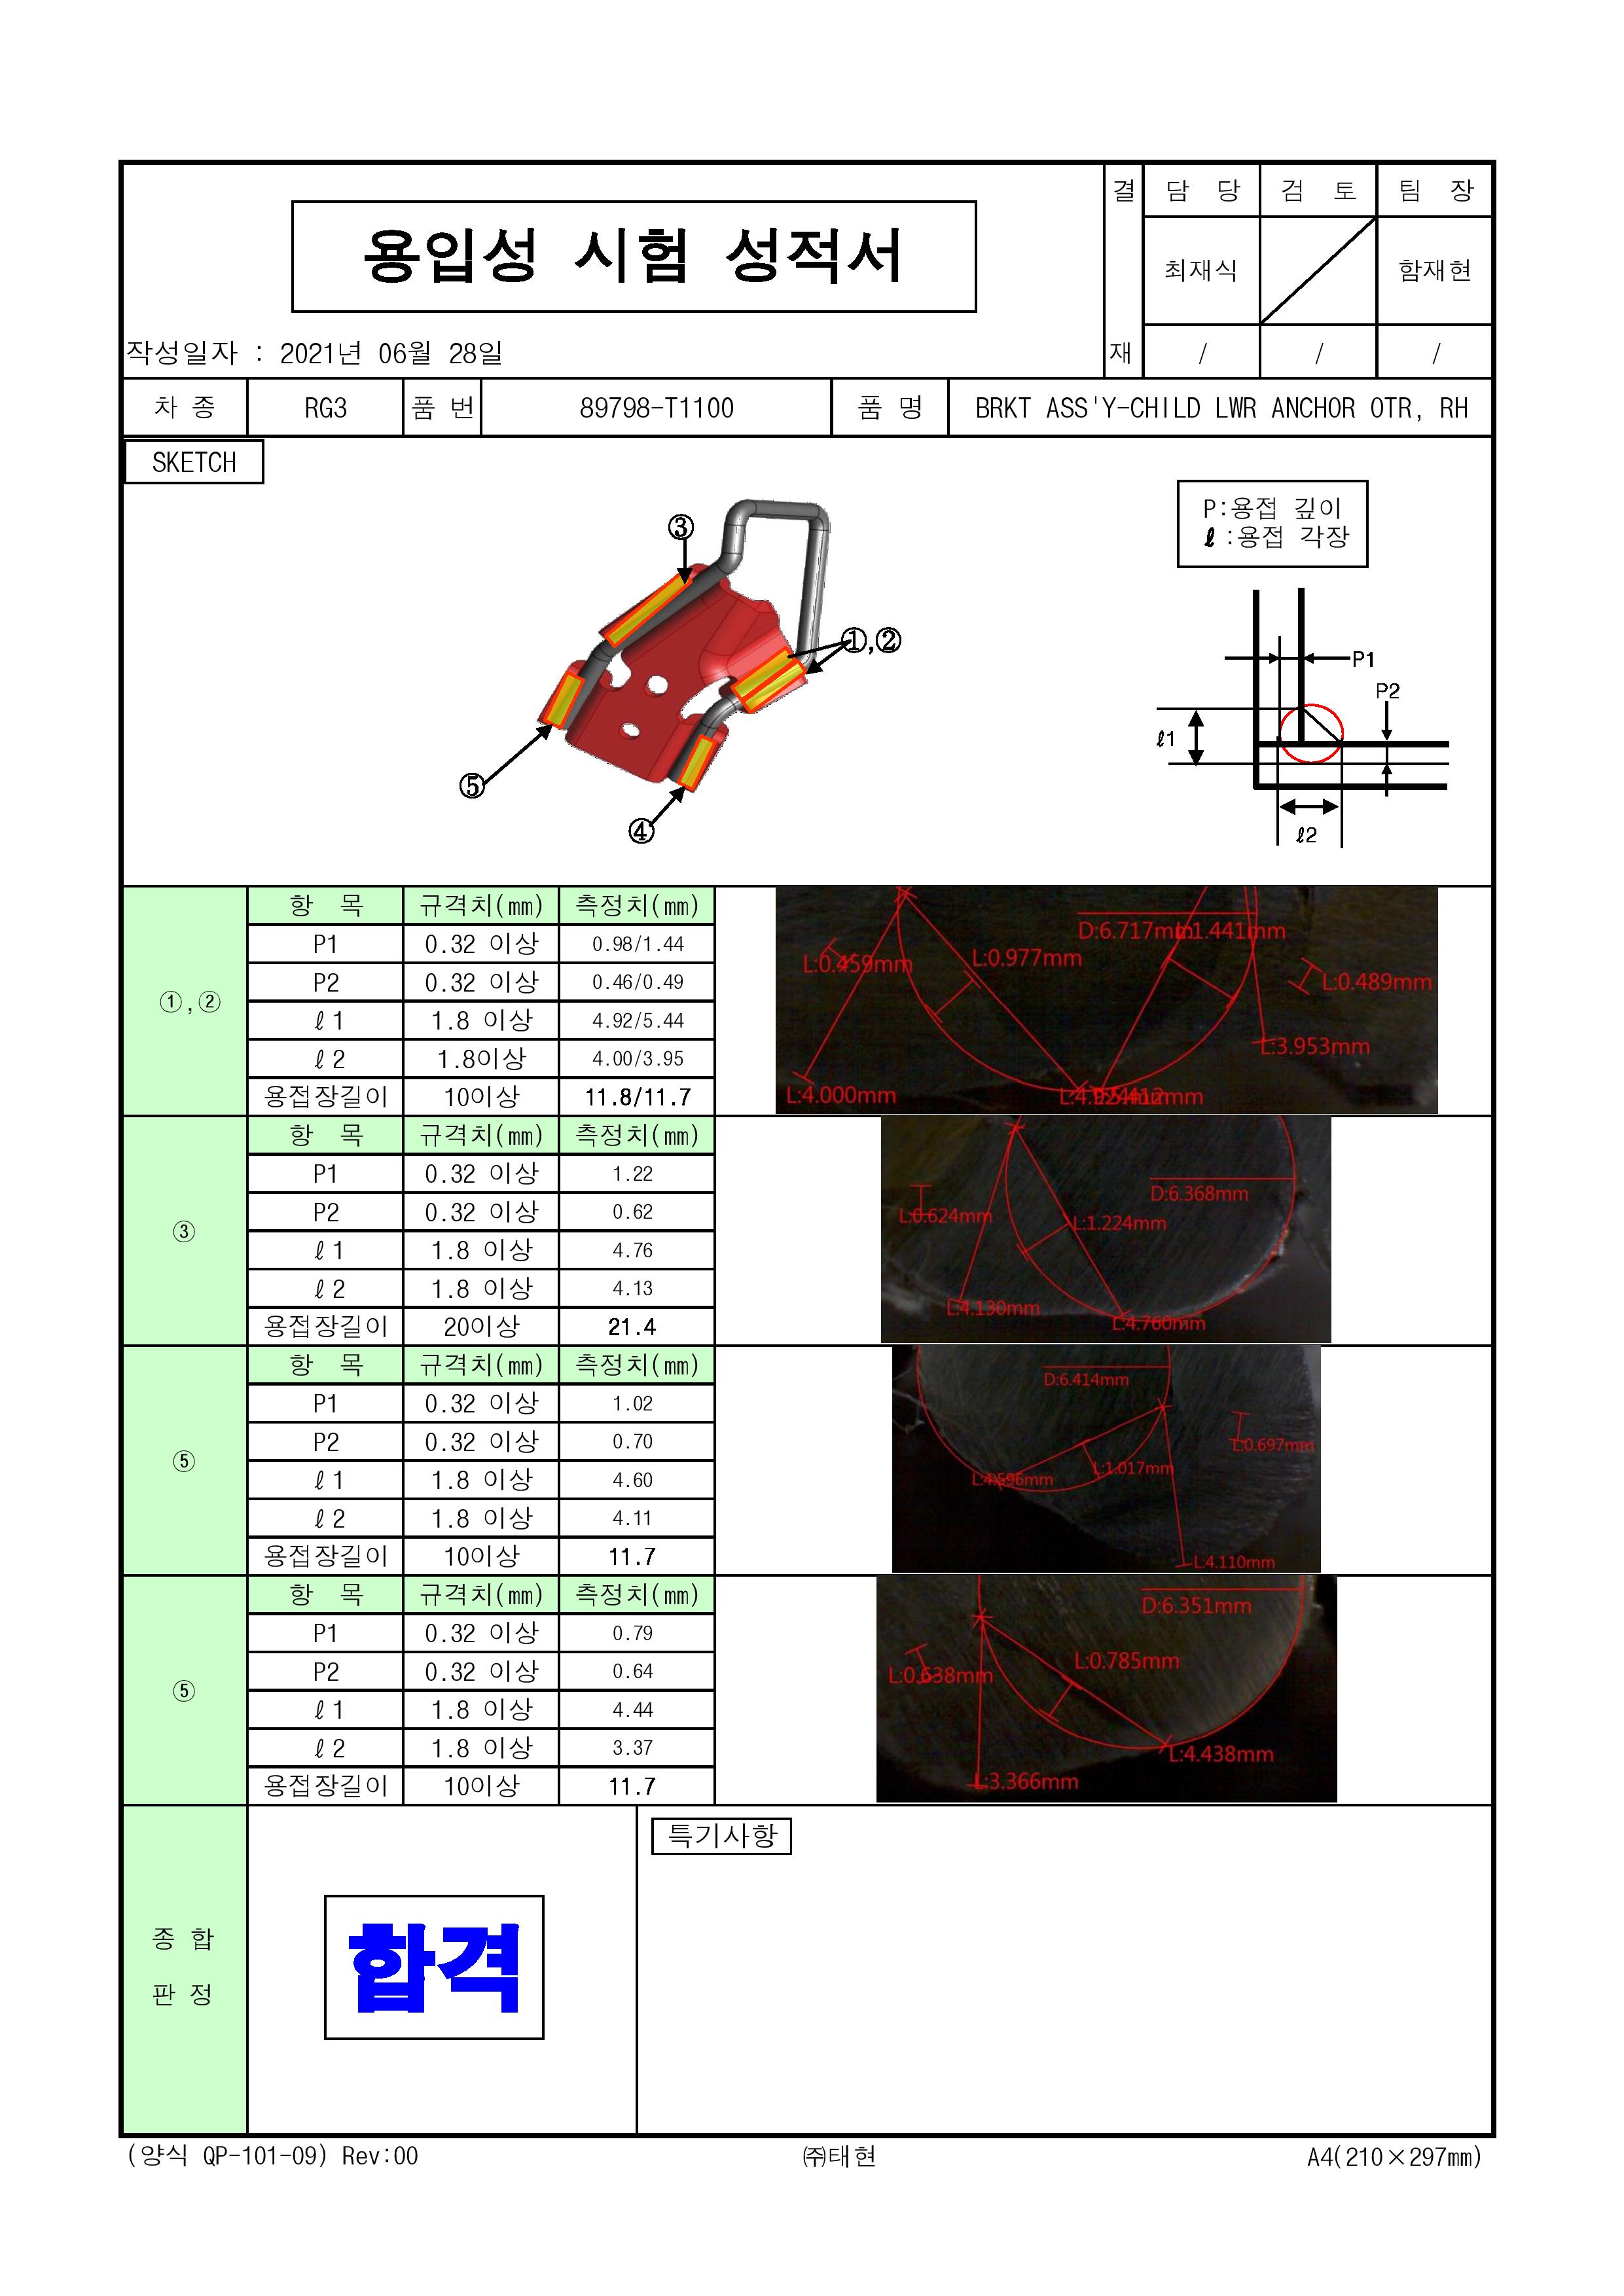 용입성 시험 성적서
작성일자 : 2021년 06월 28일
결 재
담 당 검 토 팀 장
최재식 함재현
/ / /
차 종 RG3 품 번 89798-T1100 품 명 BRKT ASS'Y-CHILD LWR ANCHOR OTR, RH
SKETCH
③
①,②
⑤
④
P:용접 깊이
ℓ :용접 각장
P1
P2
ℓ1
ℓ2
①,②
항 목 규격치(㎜) 측정치(㎜)
P1 0.32 이상 0.98/1.44
P2 0.32 이상 0.46/0.49
ℓ1 1.8 이상 4.92/5.44
ℓ2 1.8이상 4.00/3.95
용접장길이 10이상 11.8/11.7
D:6.717mm L:1.441mm
L:0.459mm L:0.977mm
L:0.489mm
L:3.953mm
L:4.000mm
③
항 목 규격치(㎜) 측정치(㎜)
P1 0.32 이상 1.22
P2 0.32 이상 0.62
ℓ1 1.8 이상 4.76
ℓ2 1.8 이상 4.13
용접장길이 20이상 21.4
D:6.368mm
L:0.624mm L:1.224mm
L:4.130mm
L:4.760mm
⑤
항 목 규격치(㎜) 측정치(㎜)
P1 0.32 이상 1.02
P2 0.32 이상 0.70
ℓ1 1.8 이상 4.60
ℓ2 1.8 이상 4.11
용접장길이 10이상 11.7
D:6.414mm
L:0.697mm
L:1.017mm
L:4.596mm
L:4.110mm
⑤
항 목 규격치(㎜) 측정치(㎜)
P1 0.32 이상 0.79
P2 0.32 이상 0.64
ℓ1 1.8 이상 4.44
ℓ2 1.8 이상 3.37
용접장길이 10이상 11.7
D:6.351mm
L:0.785mm
L:0.638mm
L:4.438mm
L:3.366mm
종 합
판 정
합격
특기사항
(양식 QP-101-09) Rev:00 ㈜태현 A4(210×297㎜)